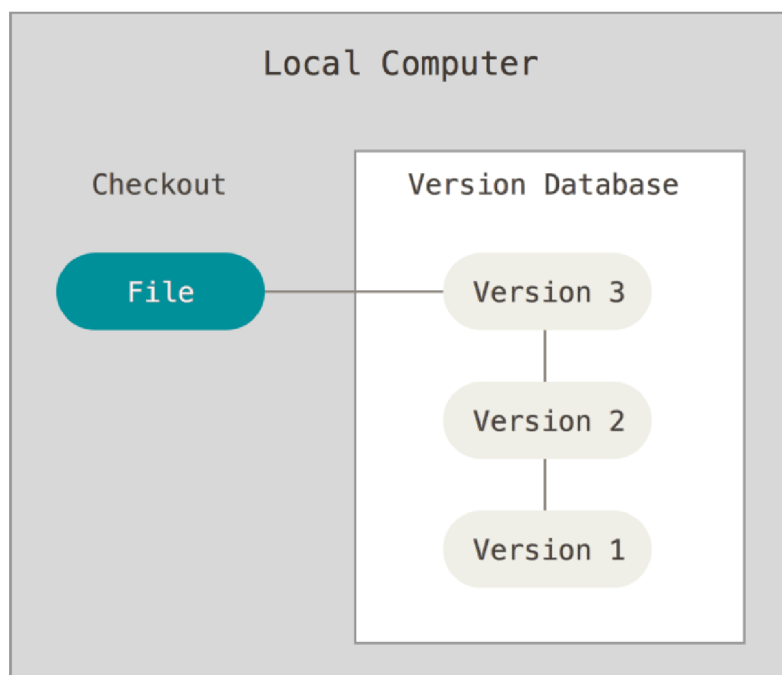 Local Computer
Checkout
Version Database
File
Version 3
Version 2
Version 1